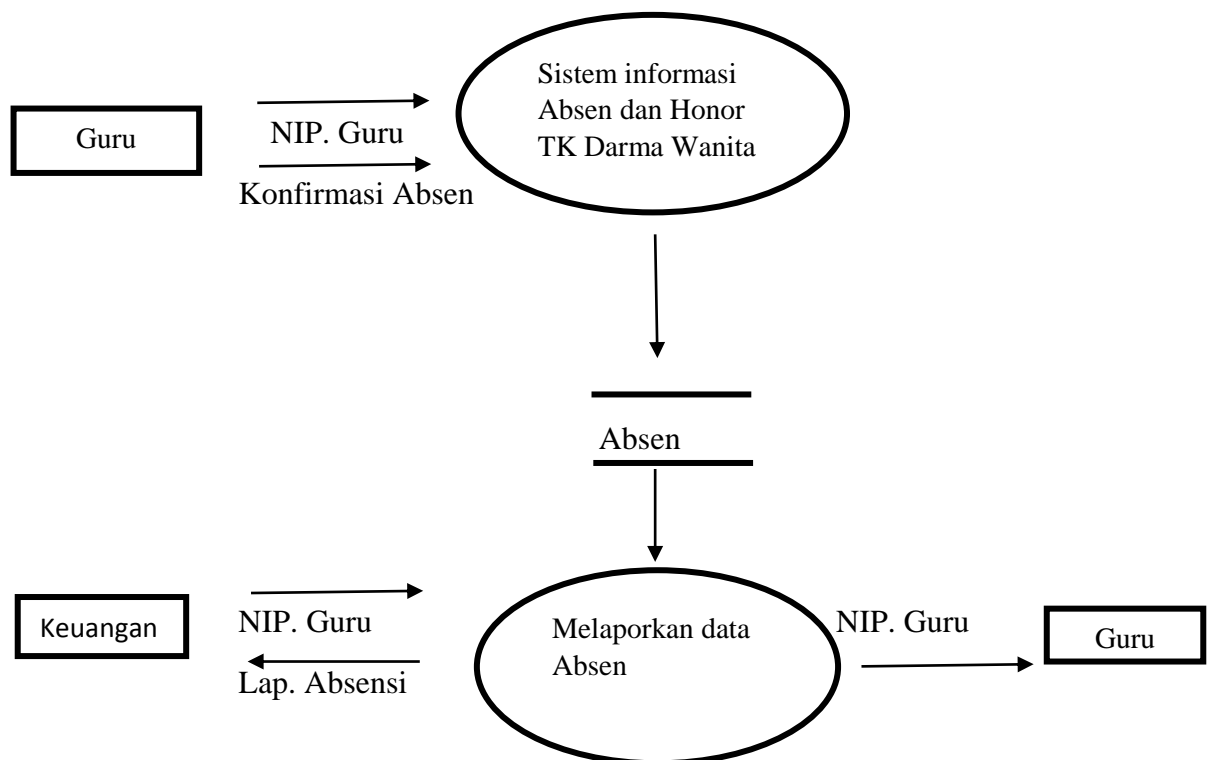 Guru
NIP. Guru
Konfirmasi Absen
Sistem informasi
Absen dan Honor
TK Darma Wanita
Absen
Keuangan
NIP. Guru
Lap. Absensi
Melaporkan data
Absen
NIP. Guru
Guru